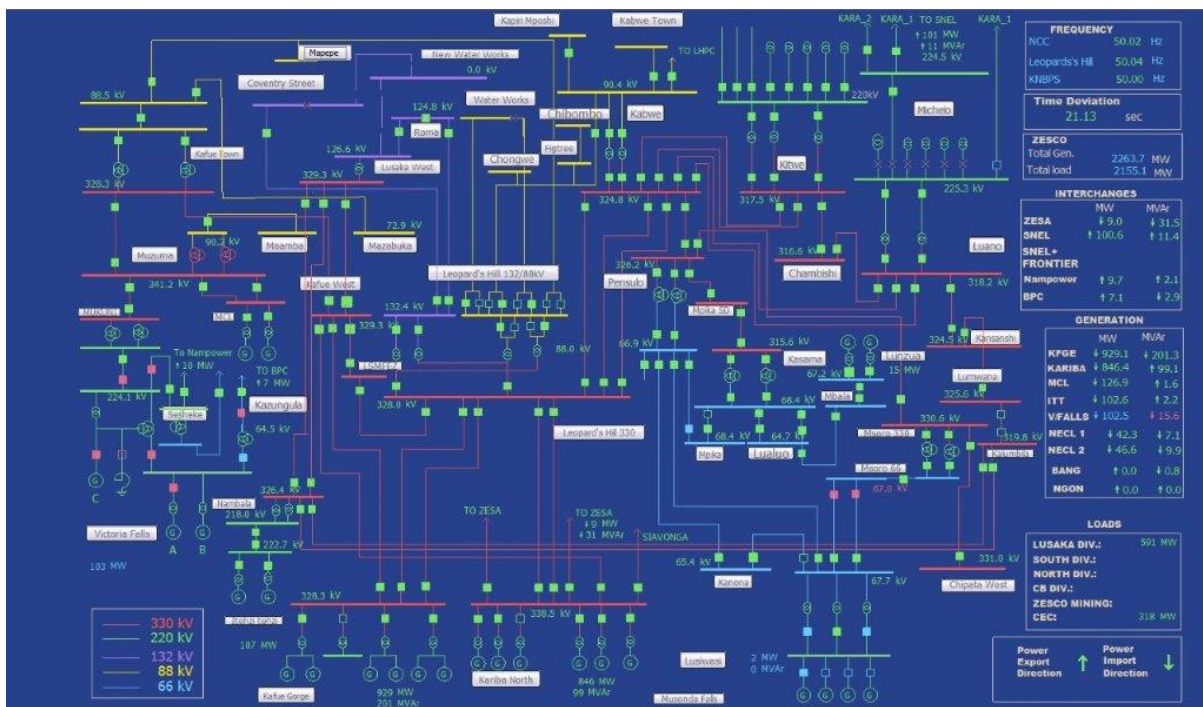 Kapiri Mposhi
Kabwe Town
KARA_2
KARA_1
TO SNEL
KARA_1
↑ 101 MW
↑ 11 MVAr
224.5 kV
Mapepe
New Water Works
TO LHPC
0.0 kV
Coventry Street
88.5 kV
Water Works
90.4 kV
220kV
124.8 kV
Chibombo
Kabwe
Michelo
Roma
Figtree
Kafue Town
126.6 kV
Lusaka West
Chongwe
Kitwe
328.3 kV
329.3 kV
324.8 kV
317.5 kV
225.3 kV
72.9 kV
90.2 kV
Maamba
Mazabuka
316.6 kV
Luano
Muzuma
Leopard's Hill 132/88kV
326.2 kV
Chambishi
341.2 kV
Kafue West
Pensulo
318.2 kV
MUKUNI
MCL
132.4 kV
329.3 kV
Mpika SD
324.5 kV
Kansanshi
88.0 kV
66.9 kV
315.6 kV
Kasama
Lunzua
15 MW
To Nampower
↑ 10 MW
TO BPC
↑ 7 MW
LSMFEZ
67.2 kV
Mbala
Lumwana
224.1 kV
Sesheke
Kazungula
328.0 kV
68.4 kV
325.6 kV
64.5 kV
Leopard's Hill 330
68.4 kV
64.7 kV
Msoro 330
330.6 kV
319.8 kV
Mpika
Lualuo
Kalumbila
Msoro 66
67.0 kV
C
Nambala
326.4 kV
218.0 kV
TO ZESA
TO ZESA
↓ 9 MW
↓ 31 MVAr
SIAVONGA
Victoria Falls
A
B
222.7 kV
103 MW
65.4 kV
Kanona
67.7 kV
331.0 kV
Chipata West
328.3 kV
338.5 kV
107 MW
Lusiwasi
2 MW
0 MVAr
929 MW
201 MVAr
846 MW
99 MVAr
Kafue Gorge
Kariba North
Musonda Falls
330 kV
220 kV
132 kV
88 kV
66 kV
FREQUENCY
NCC 50.02 Hz
Leopards's Hill 50.04 Hz
KNBPS 50.00 Hz
Time Deviation
21.13 sec
ZESCO
Total Gen. 2263.7 MW
Total load 2155.1 MW
INTERCHANGES
MW MVAr
ZESA ↓ 9.0 ↓ 31.5
SNEL ↑ 100.6 ↑ 11.4
SNEL+
FRONTIER
Nampower ↑ 9.7 ↑ 2.1
BPC ↑ 7.1 ↓ 2.9
GENERATION
MW MVAr
KFGE ↓ 929.1 ↓ 201.3
KARIBA ↓ 846.4 ↑ 99.1
MCL ↓ 126.9 ↑ 1.6
ITT ↓ 102.6 ↑ 2.2
V/FALLS ↓ 102.5 ↓ 15.6
NECL 1 ↓ 42.3 ↓ 7.1
NECL 2 ↓ 46.6 ↓ 9.9
BANG ↑ 0.0 ↓ 0.8
NGON ↑ 0.0 ↑ 0.0
LOADS
LUSAKA DIV.: 591 MW
SOUTH DIV.:
NORTH DIV.:
CB DIV.:
ZESCO MINING:
CEC: 318 MW
Power Export Direction ↑
Power Import Direction ↓